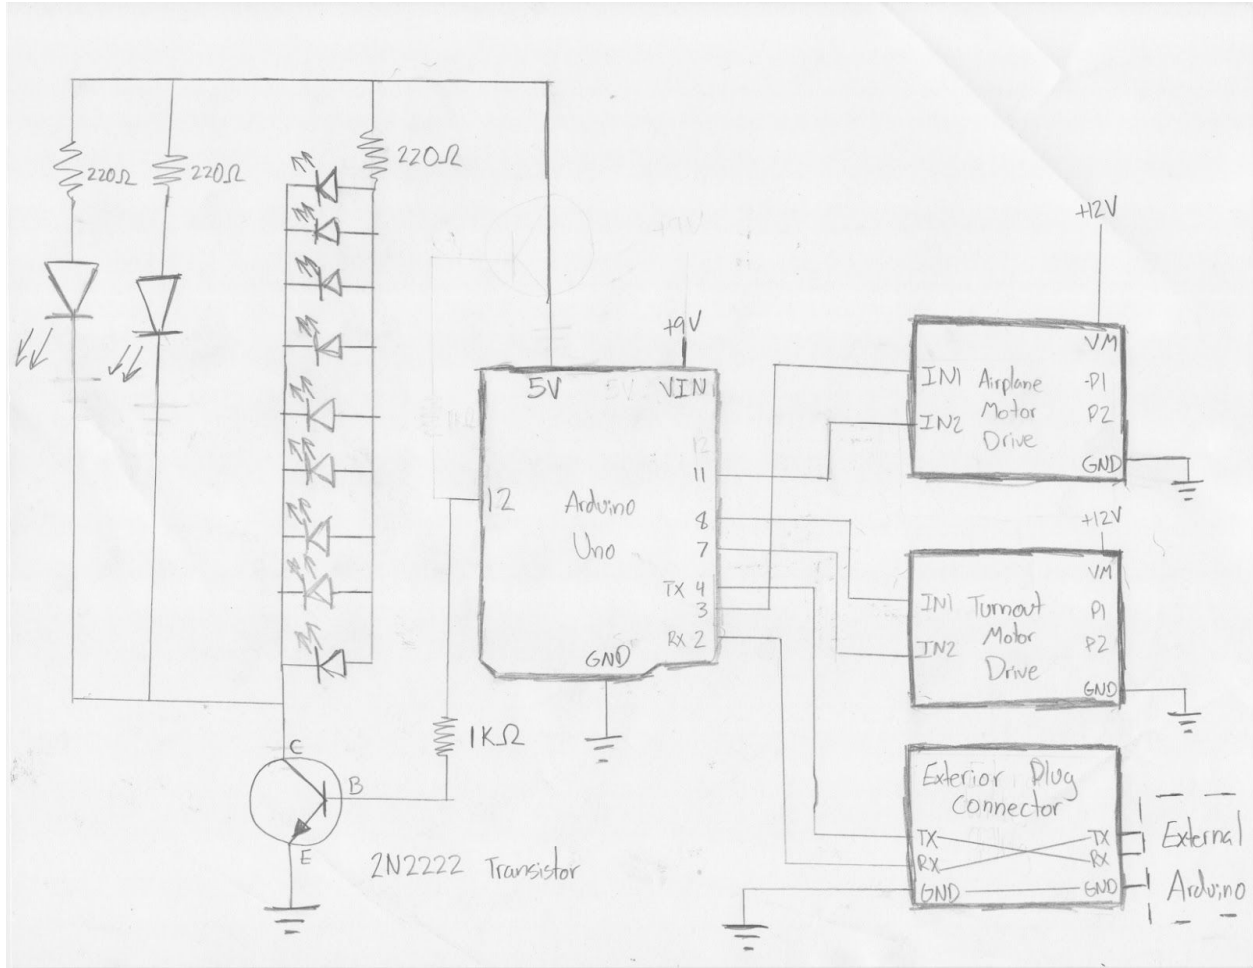 220Ω
220Ω
220Ω
+12V
+9V
5V
VIN
12
11
12
Arduino
Uno
8
7
TX 4
3
RX 2
GND
VM
IN1
Airplane
Motor
Drive
-P1
IN2
P2
GND
+12V
VM
IN1
Turnout
Motor
Drive
P1
IN2
P2
GND
1KΩ
C
B
E
2N2222 Transistor
Exterior Plug
Connector
TX
TX
RX
RX
GND
GND
External
Arduino